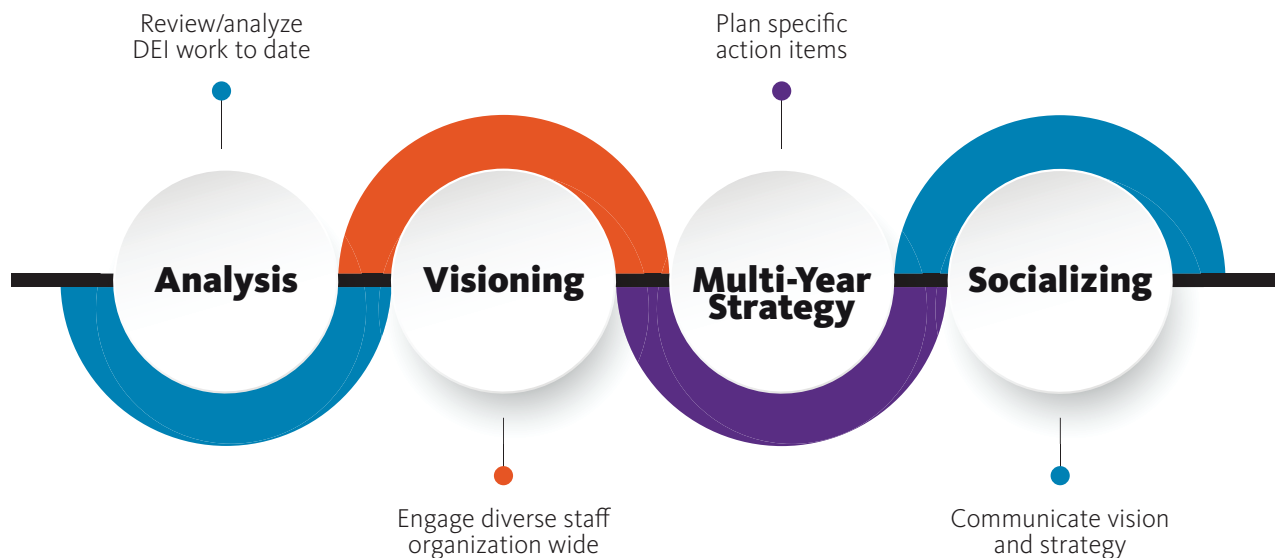 Review/analyze
DEI work to date
Plan specific
action items
Analysis
Visioning
Multi-Year
Strategy
Socializing
Engage diverse staff
organization wide
Communicate vision
and strategy